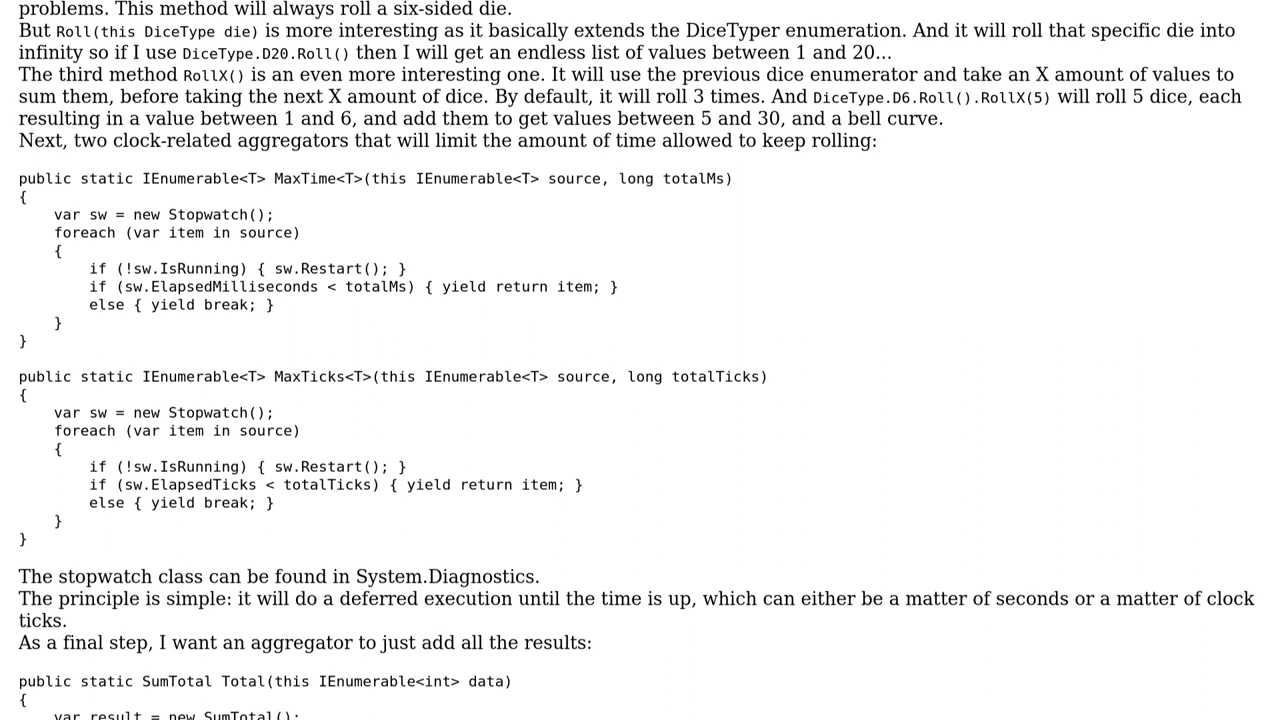 problems. This method will always roll a six-sided die.
But Roll(this DiceType die) is more interesting as it basically extends the DiceTyper enumeration. And it will roll that specific die into
infinity so if I use DiceType.D20.Roll() then I will get an endless list of values between 1 and 20...
The third method RollX() is an even more interesting one. It will use the previous dice enumerator and take an X amount of values to
sum them, before taking the next X amount of dice. By default, it will roll 3 times. And DiceType.D6.Roll().RollX(5) will roll 5 dice, each
resulting in a value between 1 and 6, and add them to get values between 5 and 30, and a bell curve.
Next, two clock-related aggregators that will limit the amount of time allowed to keep rolling:
public static IEnumerable<T> MaxTime<T>(this IEnumerable<T> source, long totalMs)
{
    var sw = new Stopwatch();
    foreach (var item in source)
    {
        if (!sw.IsRunning) { sw.Restart(); }
        if (sw.ElapsedMilliseconds < totalMs) { yield return item; }
        else { yield break; }
    }
}
public static IEnumerable<T> MaxTicks<T>(this IEnumerable<T> source, long totalTicks)
{
    var sw = new Stopwatch();
    foreach (var item in source)
    {
        if (!sw.IsRunning) { sw.Restart(); }
        if (sw.ElapsedTicks < totalTicks) { yield return item; }
        else { yield break; }
    }
}
The stopwatch class can be found in System.Diagnostics.
The principle is simple: it will do a deferred execution until the time is up, which can either be a matter of seconds or a matter of clock
ticks.
As a final step, I want an aggregator to just add all the results:
public static SumTotal Total(this IEnumerable<int> data)
{
    var result = new SumTotal();